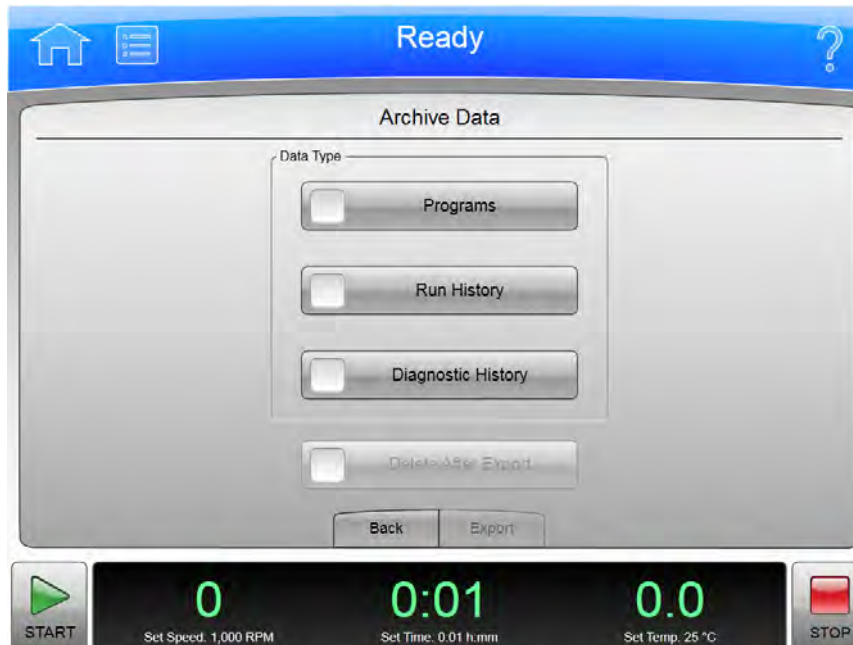 Ready
?
Archive Data
Data Type
Programs
Run History
Diagnostic History
Delete After Export
Back Export
START
0 0:01 0.0
Set Speed: 1,000 RPM Set Time: 0:01 h:mm Set Temp. 25 °C
STOP